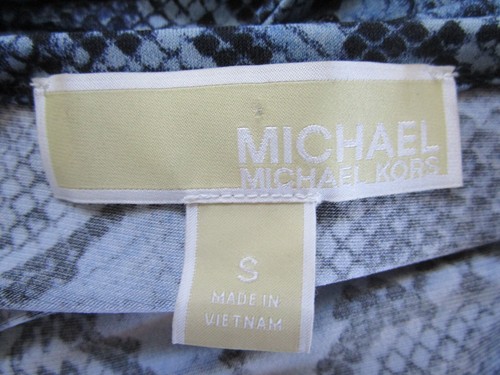 MICHAEL
MICHAEL KORS
S
MADE IN
VIETNAM